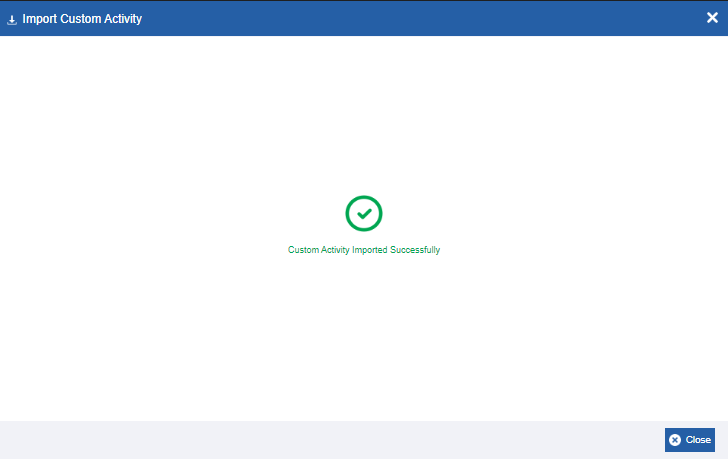 Import Custom Activity
Custom Activity Imported Successfully
Close